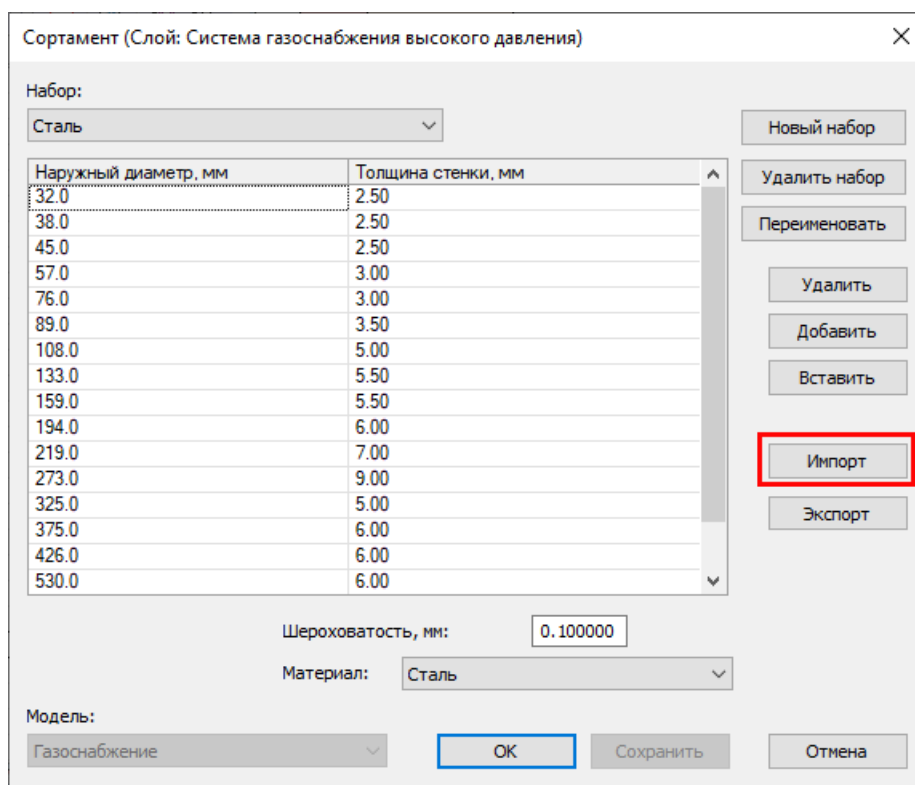 Сортамент (Слой: Система газоснабжения высокого давления)
Набор:
Сталь
Новый набор
Наружный диаметр, мм Толщина стенки, мм
Удалить набор
32.0 2.50
38.0 2.50
Переименовать
45.0 2.50
57.0 3.00
Удалить
76.0 3.00
89.0 3.50
Добавить
108.0 5.00
133.0 5.50
Вставить
159.0 5.50
194.0 6.00
219.0 7.00
Импорт
273.0 9.00
325.0 5.00
Экспорт
375.0 6.00
426.0 6.00
530.0 6.00
Шероховатость, мм: 0.100000
Материал: Сталь
Модель:
Газоснабжение
ОК
Сохранить
Отмена